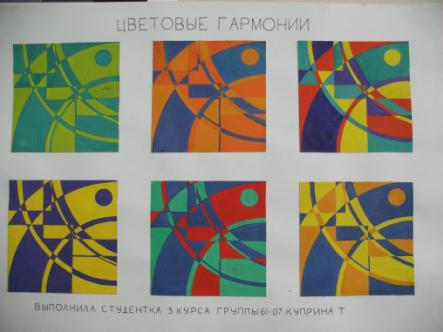 ЦВЕТОВЫЕ ГАРМОНИИ
ВЫПОЛНИЛА СТУДЕНТКА 3 КУРСА ГРУППЫ 61-07 КУПРИНА Т.